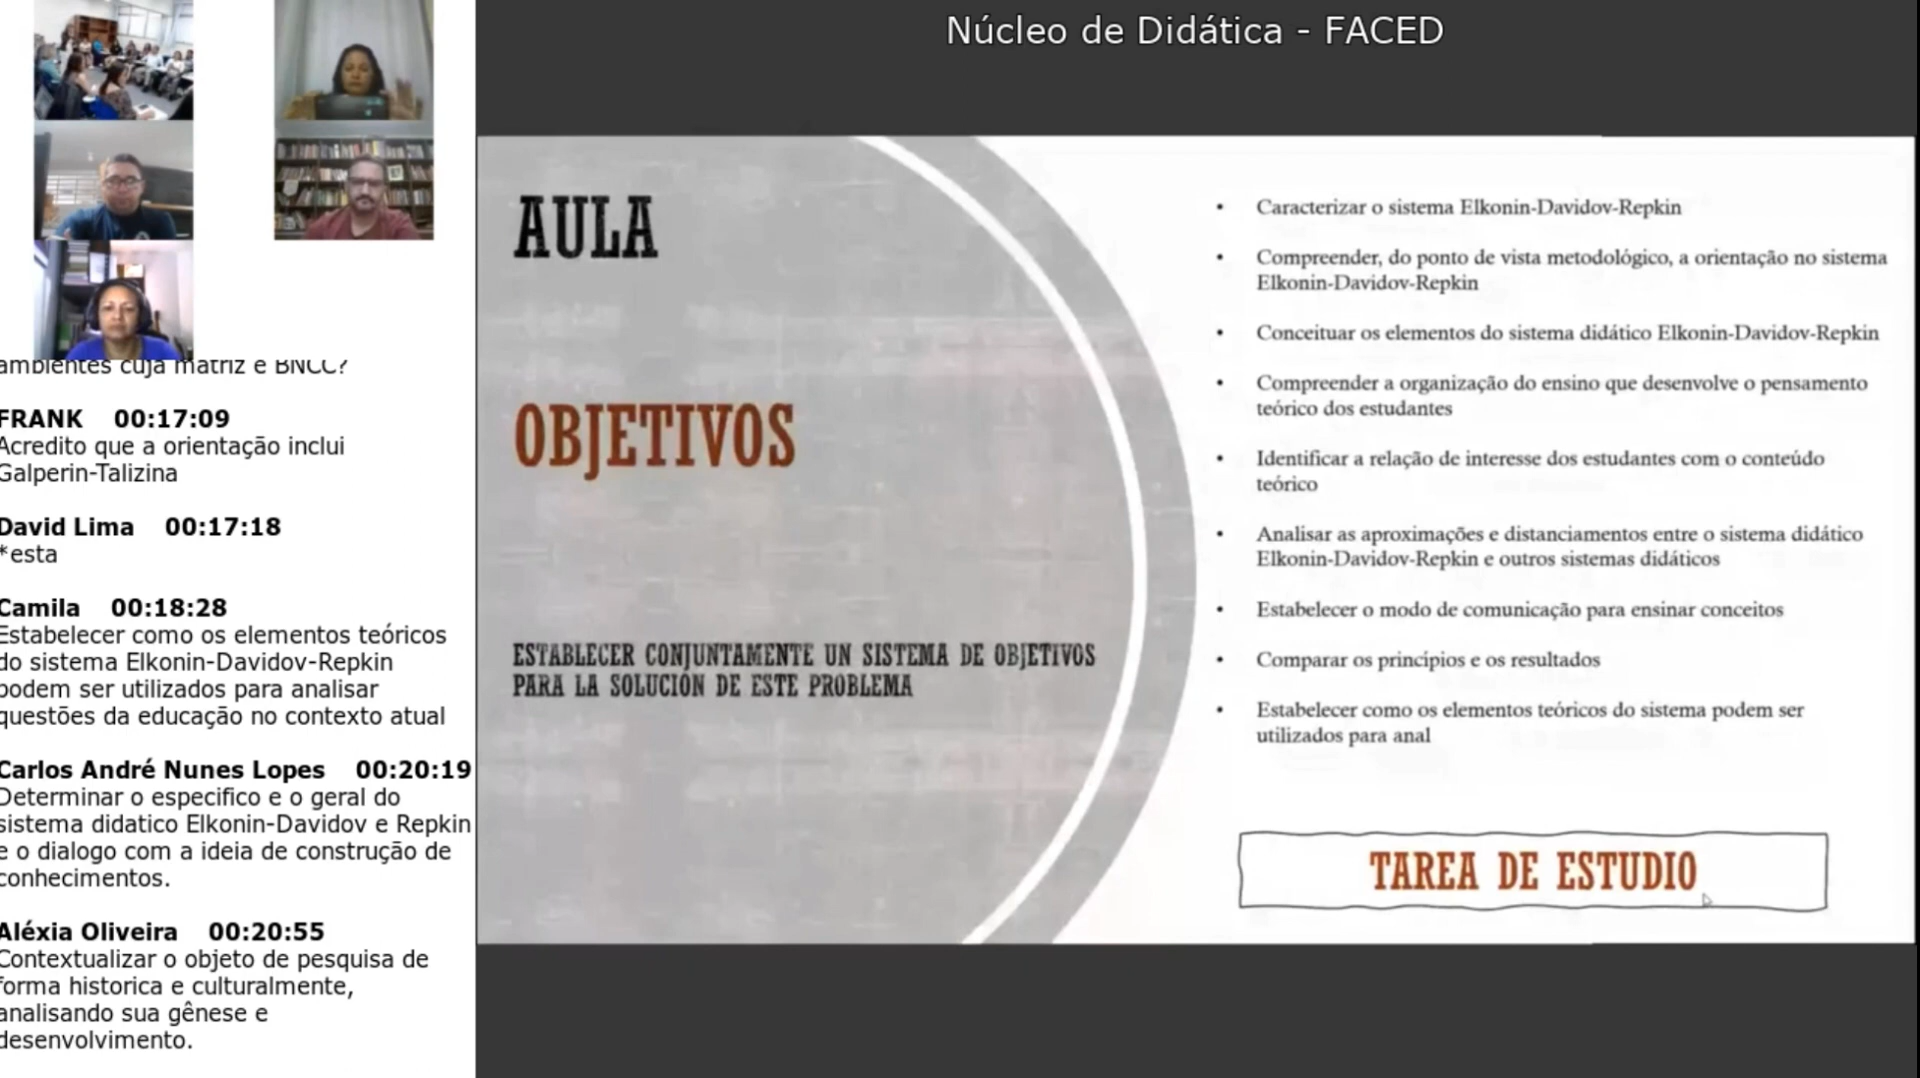 Núcleo de Didática - FACED
ambientes cuja matriz e BNCC?
FRANK 00:17:09
Acredito que a orientação inclui
Galperin-Talizina
David Lima 00:17:18
*esta
Camila 00:18:28
Estabelecer como os elementos teóricos
do sistema Elkonin-Davidov-Repkin
podem ser utilizados para analisar
questões da educação no contexto atual
Carlos André Nunes Lopes 00:20:19
Determinar o especifico e o geral do
sistema didatico Elkonin-Davidov e Repkin
e o dialogo com a ideia de construção de
conhecimentos.
Aléxia Oliveira 00:20:55
Contextualizar o objeto de pesquisa de
forma historica e culturalmente,
analisando sua gênese e
desenvolvimento.
AULA
OBJETIVOS
ESTABLECER CONJUNTAMENTE UN SISTEMA DE OBJETIVOS
PARA LA SOLUCIÓN DE ESTE PROBLEMA
• Caracterizar o sistema Elkonin-Davidov-Repkin
• Compreender, do ponto de vista metodológico, a orientação no sistema
Elkonin-Davidov-Repkin
• Conceituar os elementos do sistema didático Elkonin-Davidov-Repkin
• Compreender a organização do ensino que desenvolve o pensamento
teórico dos estudantes
• Identificar a relação de interesse dos estudantes com o conteúdo
teórico
• Analisar as aproximações e distanciamentos entre o sistema didático
Elkonin-Davidov-Repkin e outros sistemas didáticos
• Estabelecer o modo de comunicação para ensinar conceitos
• Comparar os princípios e os resultados
• Estabelecer como os elementos teóricos do sistema podem ser
utilizados para anal
TAREA DE ESTUDIO